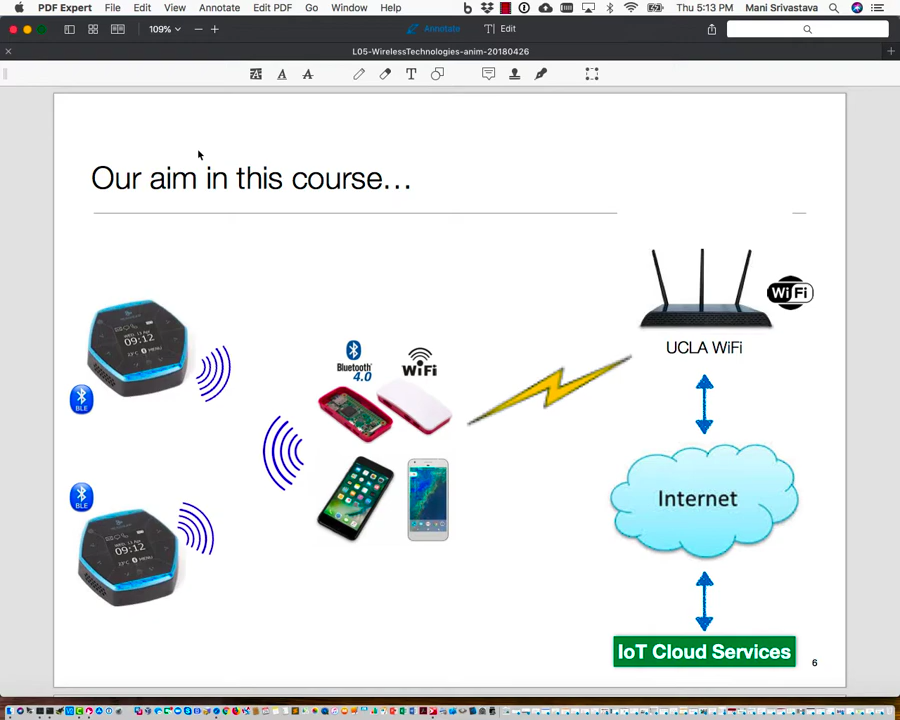 PDF Expert File Edit View Annotate Edit PDF Go Window Help Thu 5:13 PM Mani Srivastava
109% Annotate Edit
L05-WirelessTechnologies-anim-20180426
Our aim in this course…
WiFi
UCLA WiFi
09:12
MENU
BLE
Bluetooth
4.0
WiFi
BLE
09:12
MENU
Internet
IoT Cloud Services
6